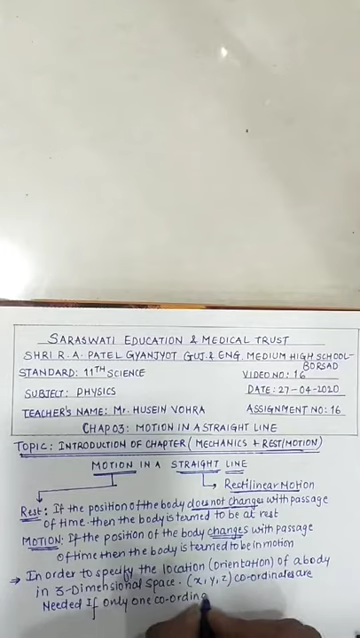 SARASWATI EDUCATION & MEDICAL TRUST
SHRI R.A. PATEL GYANJYOT GUJ. & ENG. MEDIUM HIGH SCHOOL-BORSAD
STANDARD: 11TH SCIENCE VIDEO NO: 16
SUBJECT: PHYSICS DATE: 27-04-2020
TEACHER'S NAME: Mr. HUSEIN VOHRA ASSIGNMENT NO: 16
CHAP 03: MOTION IN A STRAIGHT LINE
TOPIC: INTRODUCTION OF CHAPTER (MECHANICS + REST/MOTION)
MOTION IN A STRAIGHT LINE
Rectilinear Motion
Rest: If the position of the body does not changes with passage
of time then the body is termed to be at rest
MOTION: If the position of the body changes with passage
of time then the body is termed to be in motion
→ In order to specify the location (orientation) of a body
in 3-Dimensional space. (x, y, z) co-ordinates are
Needed If only one co-ordin